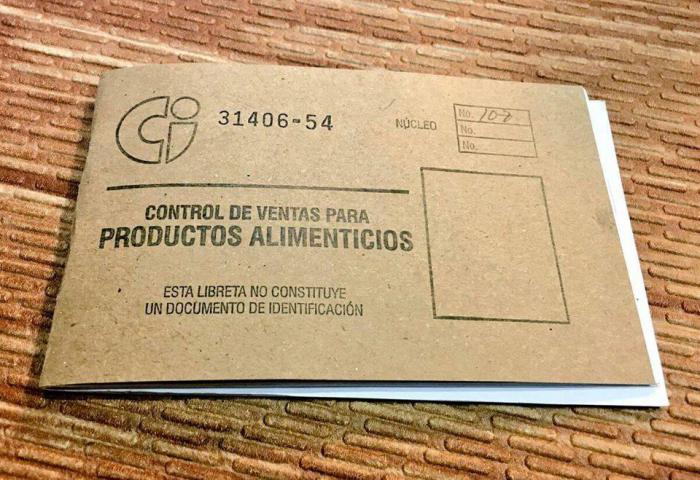 CCi
31406-54
NÚCLEO
No. 107
No.
No.
CONTROL DE VENTAS PARA
PRODUCTOS ALIMENTICIOS
ESTA LIBRETA NO CONSTITUYE
UN DOCUMENTO DE IDENTIFICACIÓN